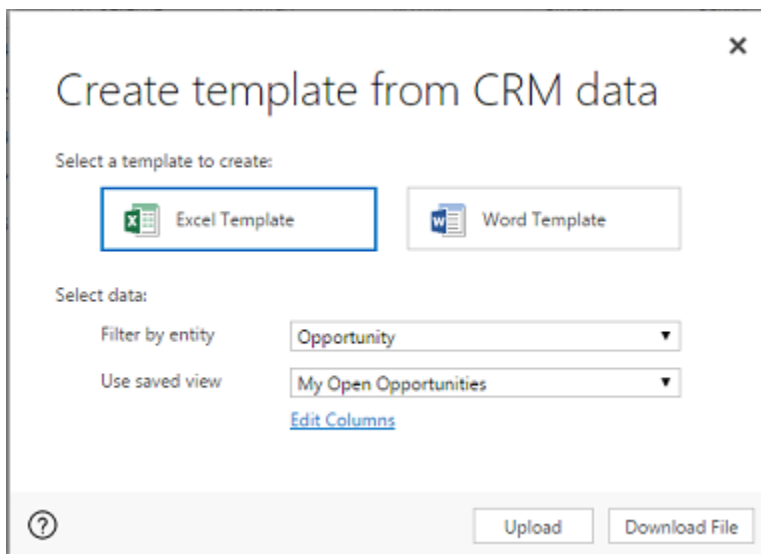 Create template from CRM data
Select a template to create:
Excel Template
Word Template
Select data:
Filter by entity
Opportunity
Use saved view
My Open Opportunities
Edit Columns
Upload
Download File